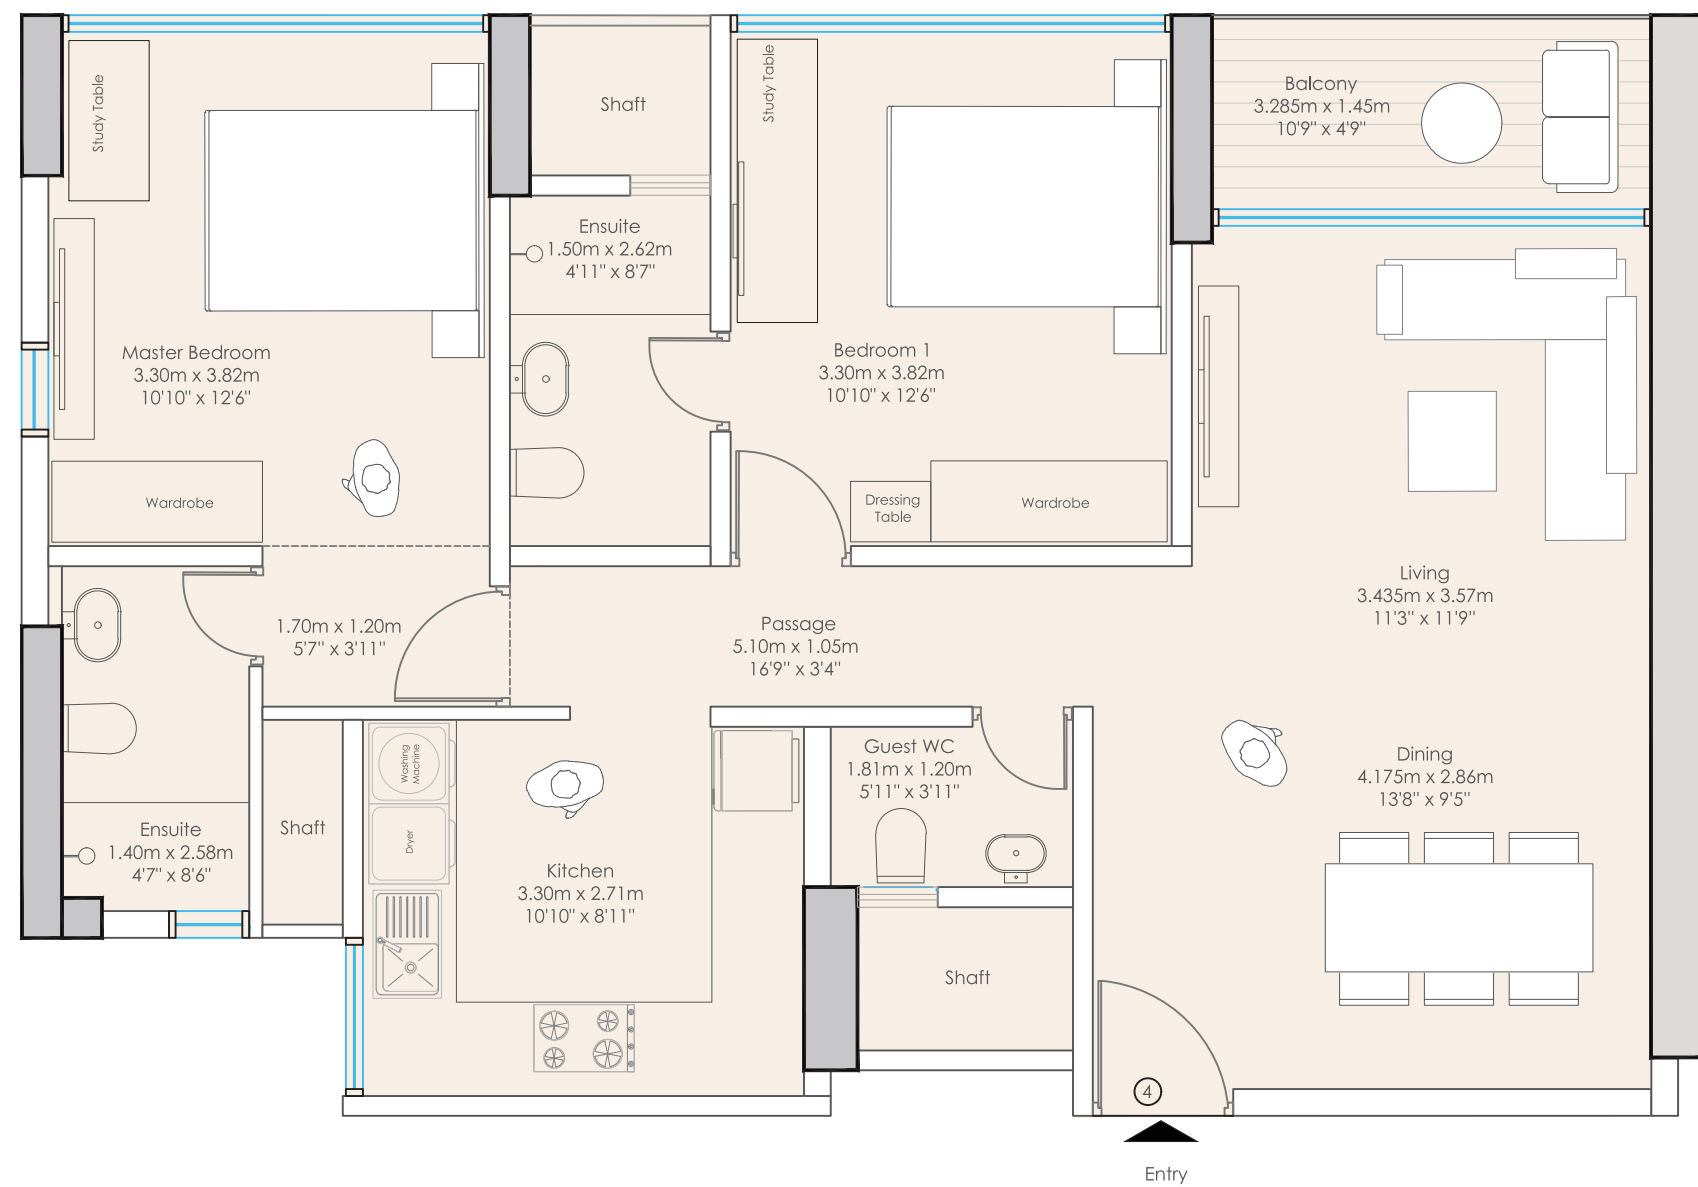 Study Table
Shaft
Study Table
Balcony
3.285m x 1.45m
10'9" x 4'9"
Ensuite
1.50m x 2.62m
4'11" x 8'7"
Master Bedroom
3.30m x 3.82m
10'10" x 12'6"
Bedroom 1
3.30m x 3.82m
10'10" x 12'6"
Wardrobe
Dressing
Table
Wardrobe
Living
3.435m x 3.57m
11'3" x 11'9"
1.70m x 1.20m
5'7" x 3'11"
Passage
5.10m x 1.05m
16'9" x 3'4"
Washing
Machine
Guest WC
1.81m x 1.20m
5'11" x 3'11"
Dining
4.175m x 2.86m
13'8" x 9'5"
Ensuite
1.40m x 2.58m
4'7" x 8'6"
Shaft
Dryer
Kitchen
3.30m x 2.71m
10'10" x 8'11"
Shaft
4
Entry